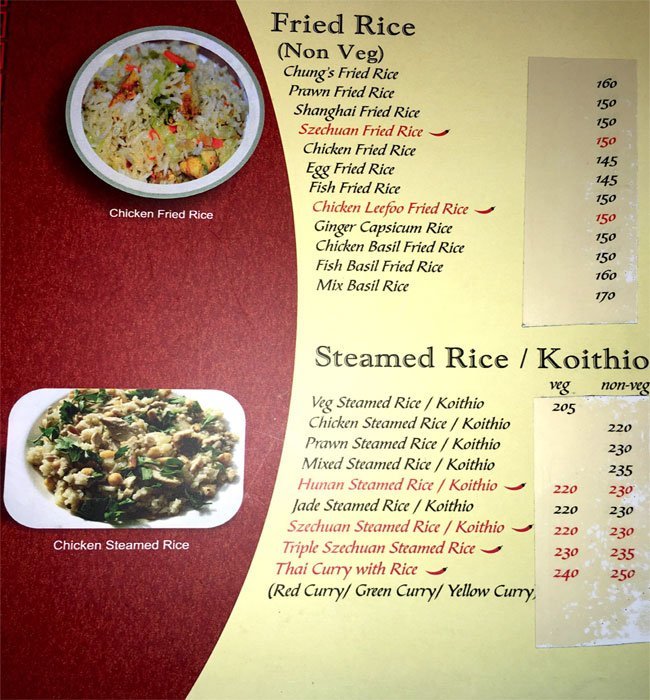 Fried Rice
(Non Veg)
Chung's Fried Rice 160
Prawn Fried Rice 150
Shanghai Fried Rice 150
Szechuan Fried Rice 150
Chicken Fried Rice 145
Egg Fried Rice 145
Fish Fried Rice 150
Chicken Leefoo Fried Rice 150
Ginger Capsicum Rice 150
Chicken Basil Fried Rice 150
Fish Basil Fried Rice 160
Mix Basil Rice 170
Chicken Fried Rice
Steamed Rice / Koithio
veg non-veg
Veg Steamed Rice / Koithio 205
Chicken Steamed Rice / Koithio 220
Prawn Steamed Rice / Koithio 230
Mixed Steamed Rice / Koithio 235
Hunan Steamed Rice / Koithio 220 230
Jade Steamed Rice / Koithio 220 230
Szechuan Steamed Rice / Koithio 220 230
Triple Szechuan Steamed Rice 230 235
Thai Curry with Rice 240 250
(Red Curry/ Green Curry/ Yellow Curry
Chicken Steamed Rice